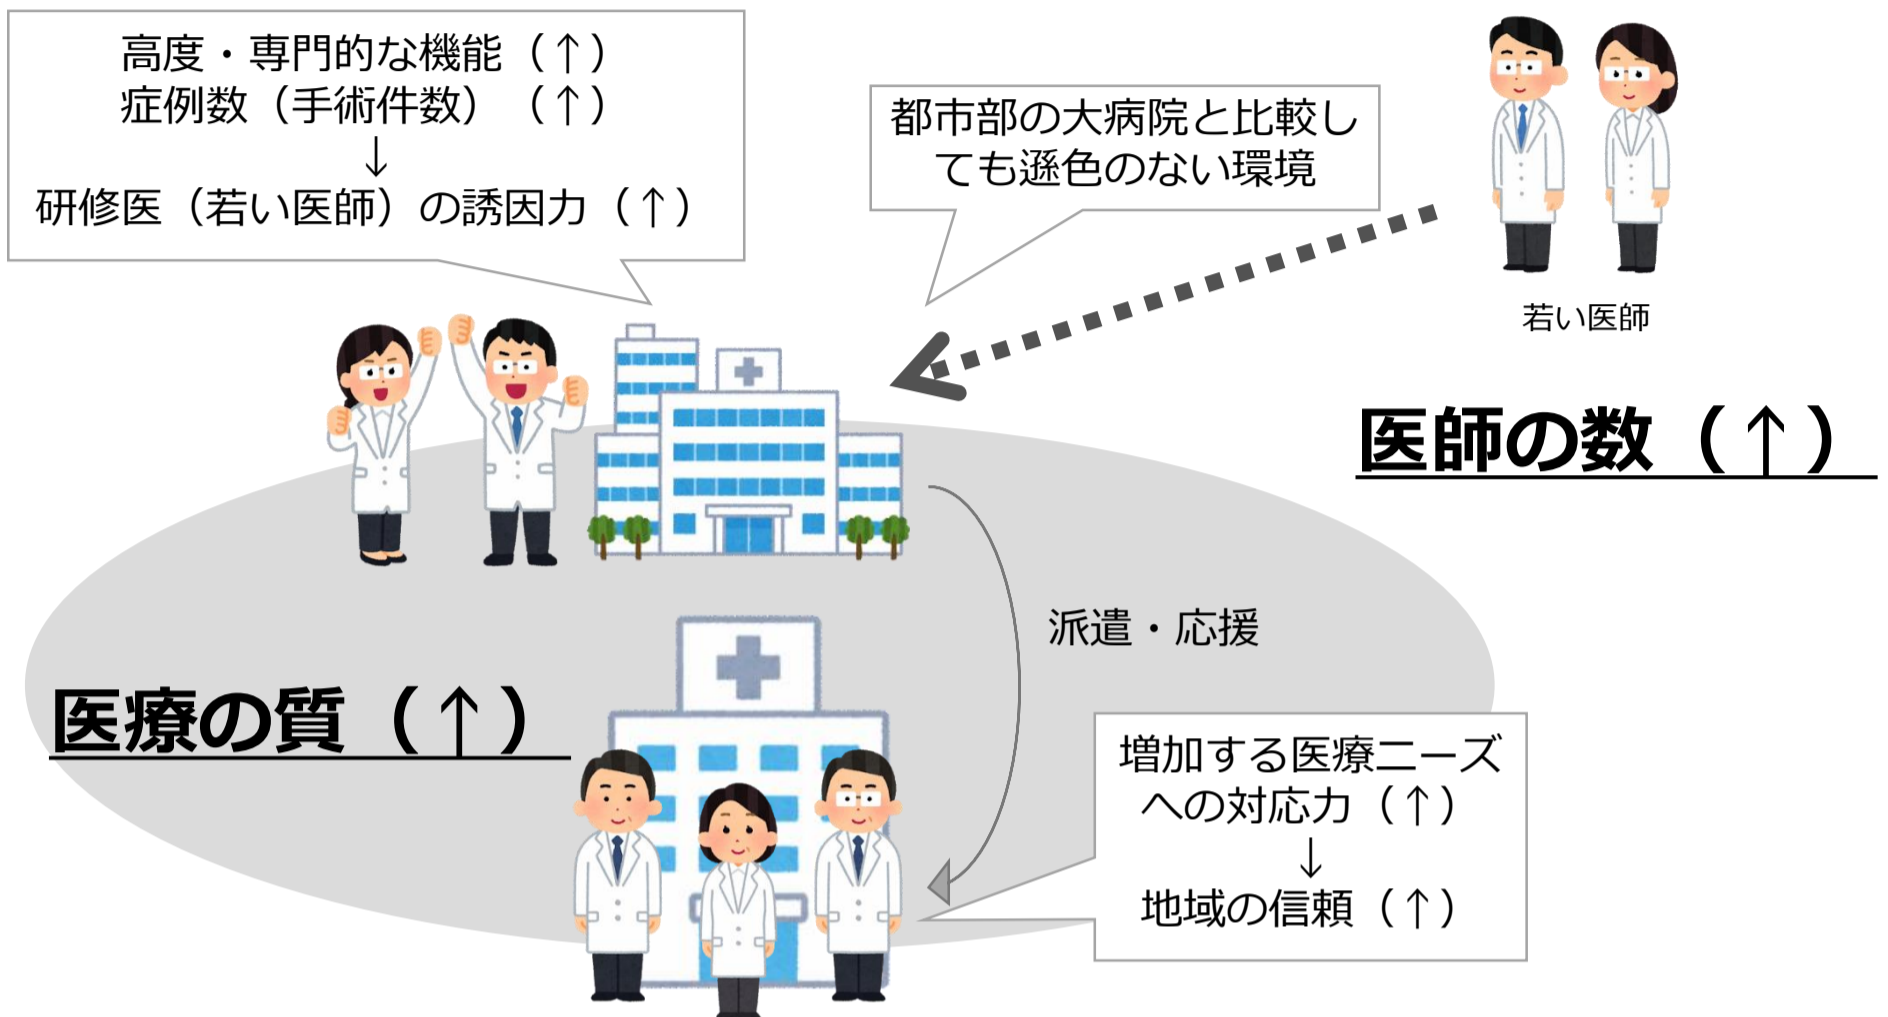 高度・専門的な機能（↑）
症例数（手術件数）（↑）
↓
研修医（若い医師）の誘因力（↑）
都市部の大病院と比較し
ても遜色のない環境
若い医師
医師の数（↑）
派遣・応援
医療の質（↑）
増加する医療ニーズ
への対応力（↑）
↓
地域の信頼（↑）